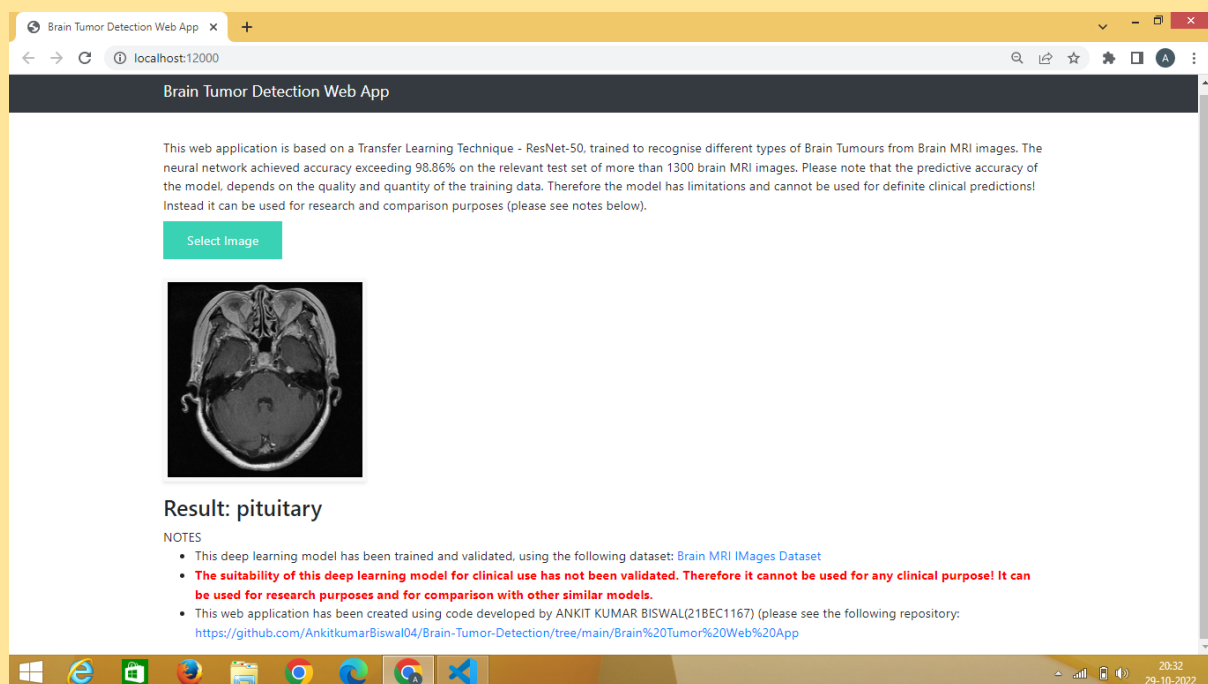 Brain Tumor Detection Web App
localhost:12000
A
Brain Tumor Detection Web App
This web application is based on a Transfer Learning Technique - ResNet-50, trained to recognise different types of Brain Tumours from Brain MRI images. The
neural network achieved accuracy exceeding 98.86% on the relevant test set of more than 1300 brain MRI images. Please note that the predictive accuracy of
the model, depends on the quality and quantity of the training data. Therefore the model has limitations and cannot be used for definite clinical predictions!
Instead it can be used for research and comparison purposes (please see notes below).
Select Image
Result: pituitary
NOTES
• This deep learning model has been trained and validated, using the following dataset: Brain MRI IMages Dataset
• The suitability of this deep learning model for clinical use has not been validated. Therefore it cannot be used for any clinical purpose! It can
be used for research purposes and for comparison with other similar models.
• This web application has been created using code developed by ANKIT KUMAR BISWAL(21BEC1167) (please see the following repository:
https://github.com/AnkitkumarBiswal04/Brain-Tumor-Detection/tree/main/Brain%20Tumor%20Web%20App
20:32
29-10-2022